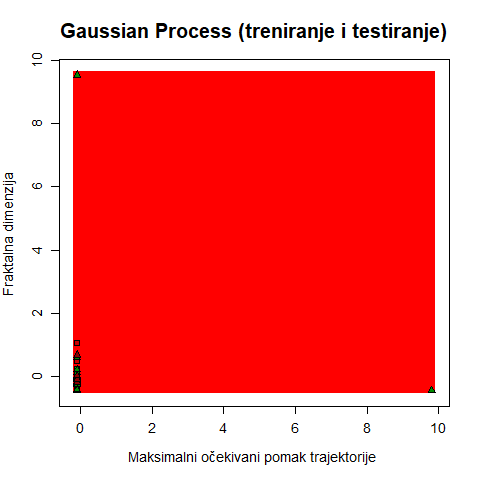 Gaussian Process (treniranje i testiranje)
Fraktalna dimenzija
10
8
6
4
2
0
0 2 4 6 8 10
Maksimalni očekivani pomak trajektorije